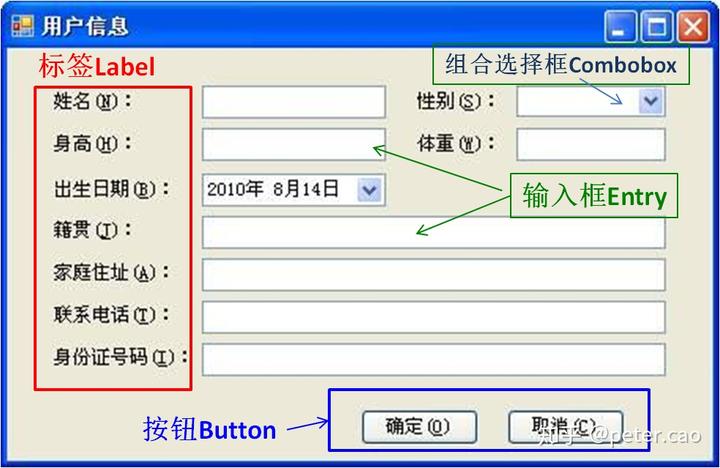 用户信息
标签Label
组合选择框Combobox
姓名(N)：
性别(S)：
身高(H)：
体重(W)：
出生日期(B)：
2010年 8月14日
输入框Entry
籍贯(J)：
家庭住址(A)：
联系电话(T)：
身份证号码(I)：
按钮Button
确定(O)
取消(C)
知乎 @peter.cao